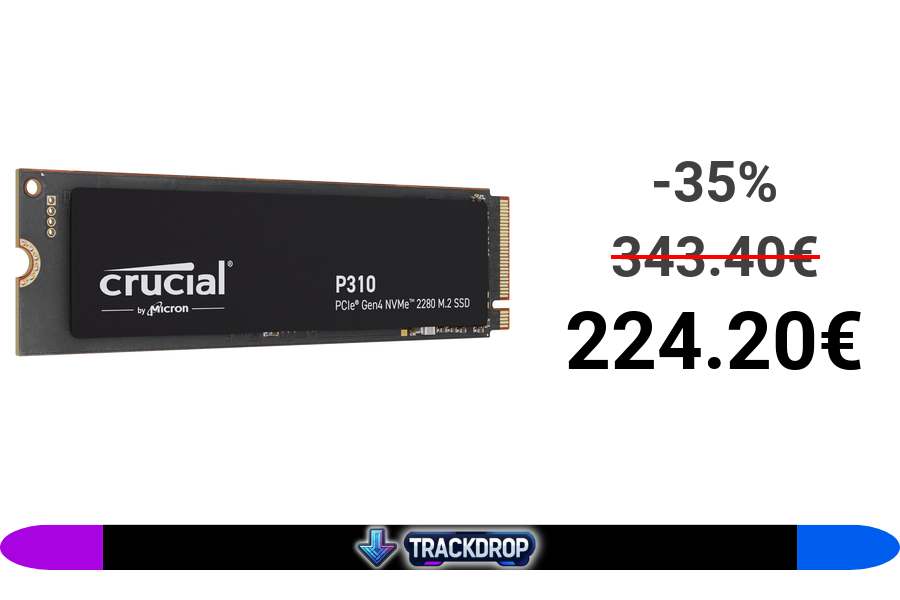 crucial®
by Micron
P310
PCIe® Gen4 NVMe™ 2280 M.2 SSD
-35%
343.40€
224.20€
TRACKDROP